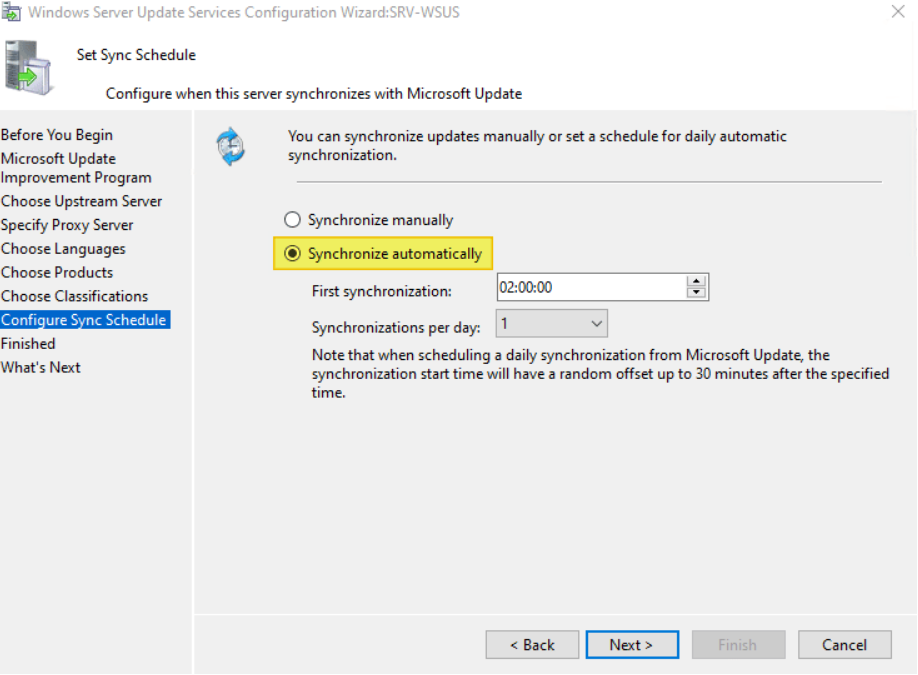 Windows Server Update Services Configuration Wizard:SRV-WSUS
Set Sync Schedule
Configure when this server synchronizes with Microsoft Update
Before You Begin
Microsoft Update
Improvement Program
Choose Upstream Server
Specify Proxy Server
Choose Languages
Choose Products
Choose Classifications
Configure Sync Schedule
Finished
What's Next
You can synchronize updates manually or set a schedule for daily automatic
synchronization.
Synchronize manually
Synchronize automatically
First synchronization: 02:00:00
Synchronizations per day: 1
Note that when scheduling a daily synchronization from Microsoft Update, the
synchronization start time will have a random offset up to 30 minutes after the specified
time.
< Back Next > Finish Cancel